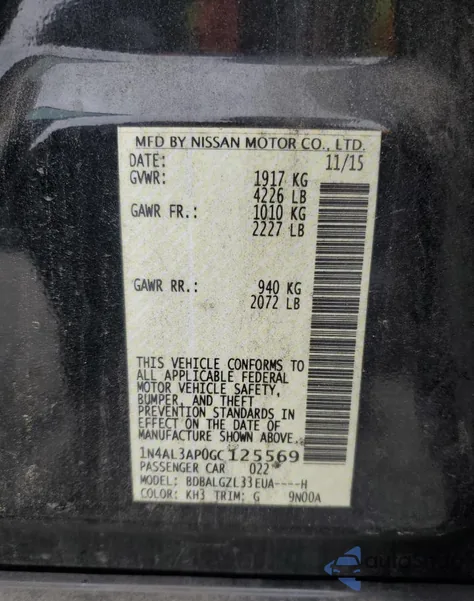 MFD BY NISSAN MOTOR CO., LTD.
DATE: 11/15
GVWR: 1917 KG
4226 LB
GAWR FR.: 1010 KG
2227 LB
GAWR RR.: 940 KG
2072 LB
THIS VEHICLE CONFORMS TO
ALL APPLICABLE FEDERAL
MOTOR VEHICLE SAFETY,
BUMPER, AND THEFT
PREVENTION STANDARDS IN
EFFECT ON THE DATE OF
MANUFACTURE SHOWN ABOVE.
1N4AL3AP0GC125569
PASSENGER CAR 022
MODEL: BDBALGZL33EUA----H
COLOR: KH3 TRIM: G 9N00A